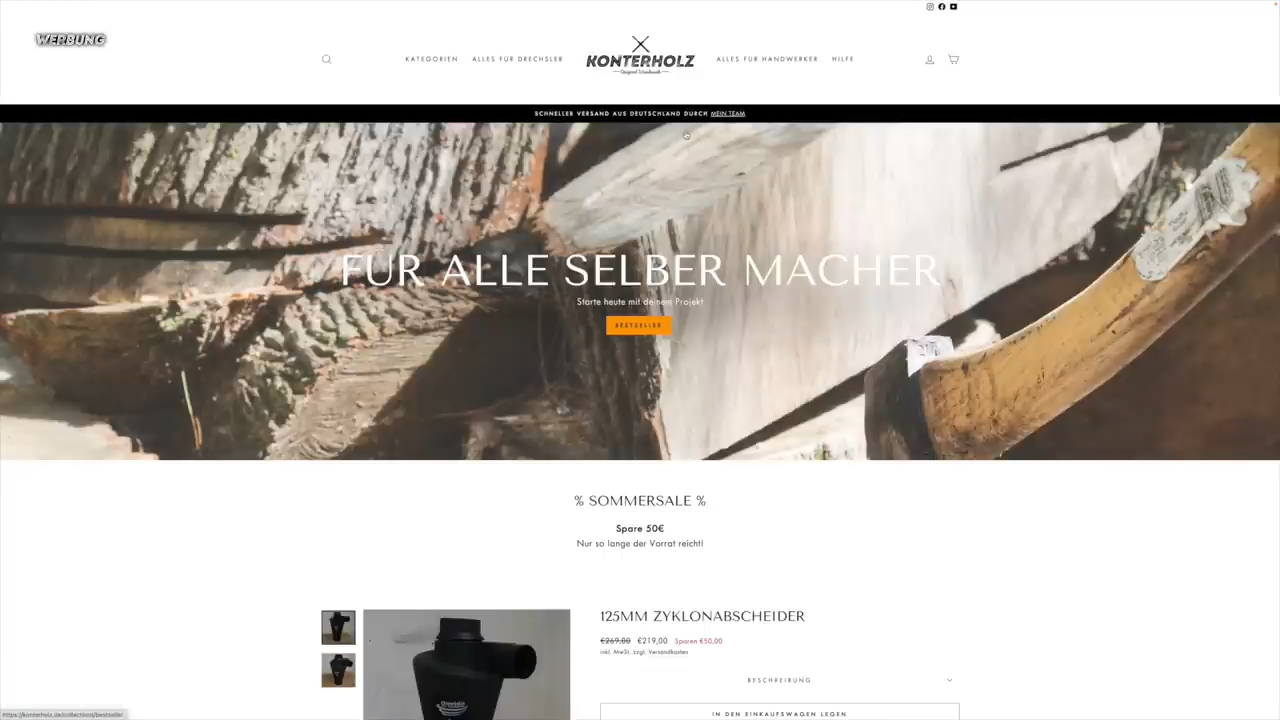 WERBUNG
KATEGORIEN
ALLES FÜR DRECHSLER
KONTERHOLZ
ALLES FÜR HANDWERKER
HILFE
SCHNELLER VERSAND AUS DEUTSCHLAND DURCH MEIN TEAM
FÜR ALLE SELBER MACHER
Starte heute mit deinem Projekt
BESTSELLER
% SOMMERSALE %
Spare 50€
Nur so lange der Vorrat reicht!
125MM ZYKLONABSCHEIDER
€269,00 €219,00 Sparen €50,00
inkl. MwSt. zzgl. Versandkosten
BESCHREIBUNG
IN DEN EINKAUFSWAGEN LEGEN
https://konterholz.de/collections/bestseller